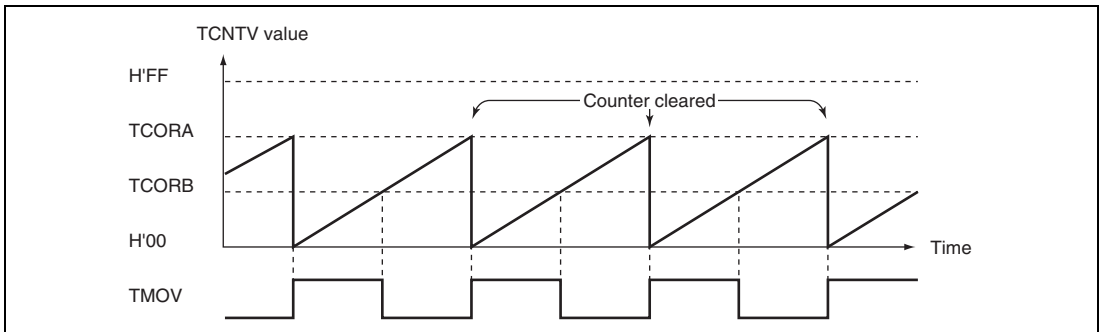 TCNTV value
H'FF
Counter cleared
TCORA
TCORB
H'00
Time
TMOV